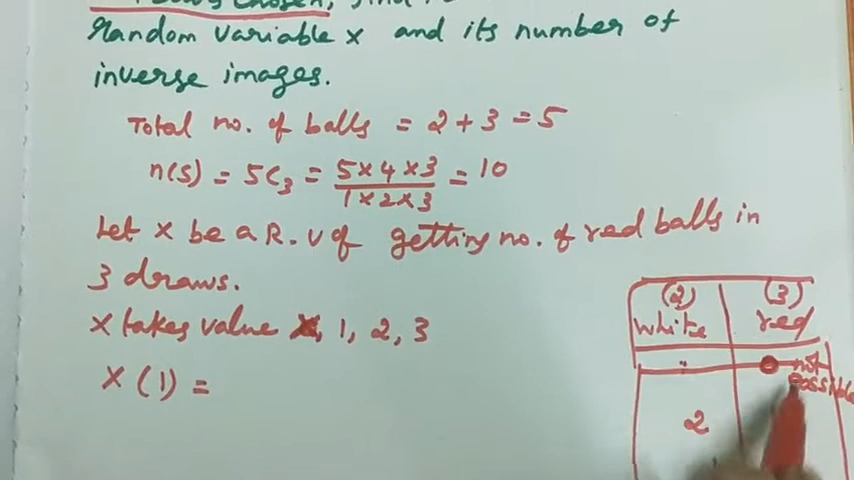 Random variable x and its number of
inverse images.
Total no. of balls = 2 + 3 = 5
n(S) = 5C3 = 5 x 4 x 3 / 1 x 2 x 3 = 10
Let x be a R.V of getting no. of red balls in
3 draws.
X takes value 1, 2, 3
X (1) =
(2) (3)
white red
0 not
possible
2